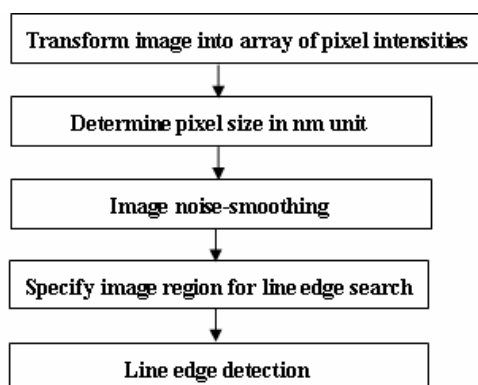 Transform image into array of pixel intensities
Determine pixel size in nm unit
Image noise-smoothing
Specify image region for line edge search
Line edge detection